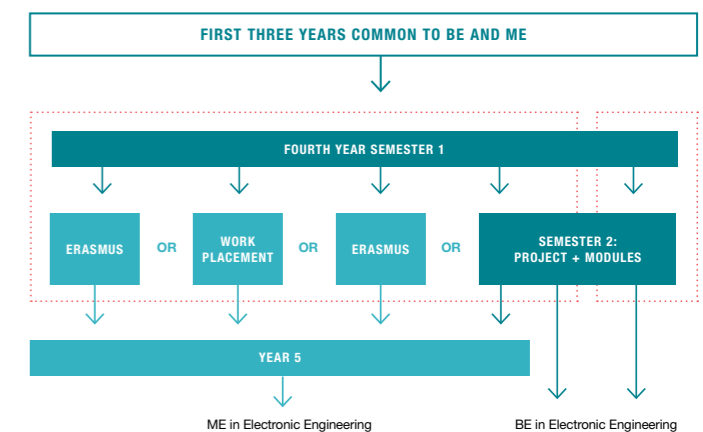 FIRST THREE YEARS COMMON TO BE AND ME
FOURTH YEAR SEMESTER 1
ERASMUS
OR
WORK
PLACEMENT
OR
ERASMUS
OR
SEMESTER 2:
PROJECT + MODULES
YEAR 5
ME in Electronic Engineering
BE in Electronic Engineering